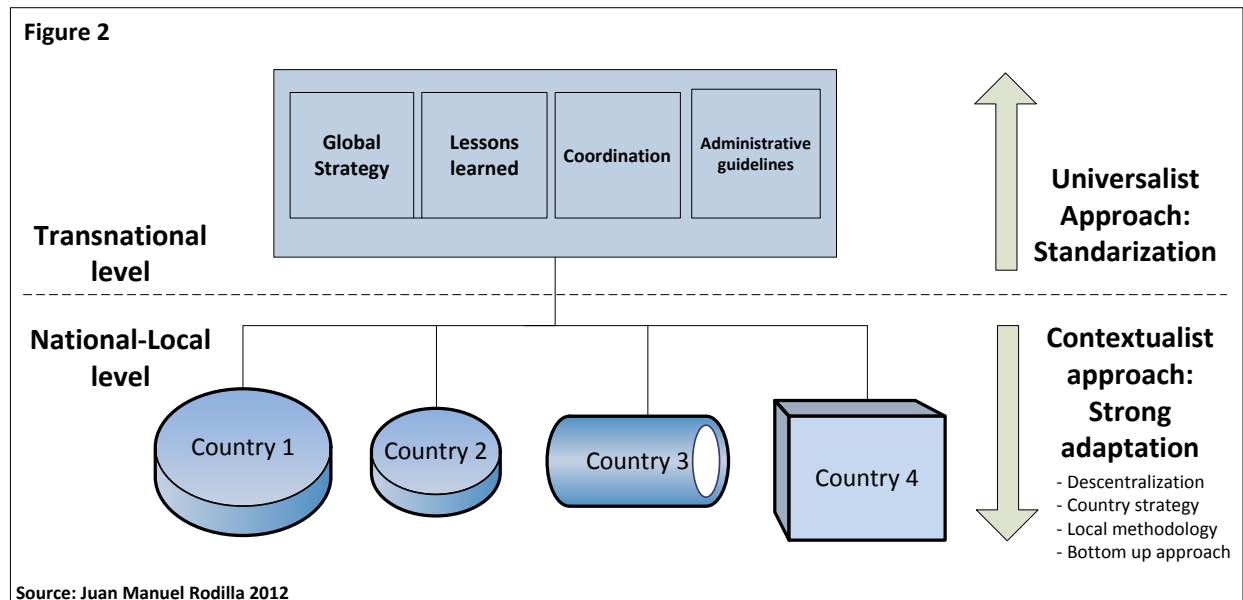 Figure 2
Global
Strategy
Lessons
learned
Coordination
Administrative
guidelines
Transnational
level
Universalist
Approach:
Standarization
National-Local
level
Country 1
Country 2
Country 3
Country 4
Contextualist
approach:
Strong
adaptation
- Descentralization
- Country strategy
- Local methodology
- Bottom up approach
Source: Juan Manuel Rodilla 2012